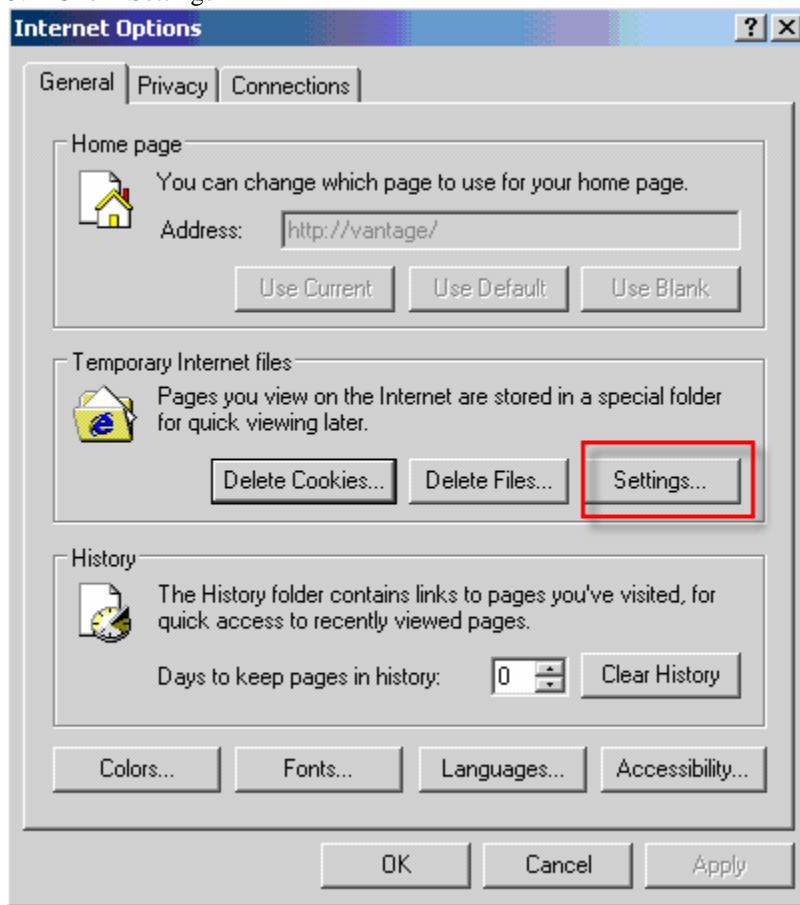 Internet Options
General Privacy Connections
Home page
You can change which page to use for your home page.
Address: http://vantage/
Use Current Use Default Use Blank
Temporary Internet files
Pages you view on the Internet are stored in a special folder
for quick viewing later.
Delete Cookies... Delete Files... Settings...
History
The History folder contains links to pages you've visited, for
quick access to recently viewed pages.
Days to keep pages in history: 0 Clear History
Colors... Fonts... Languages... Accessibility...
OK Cancel Apply